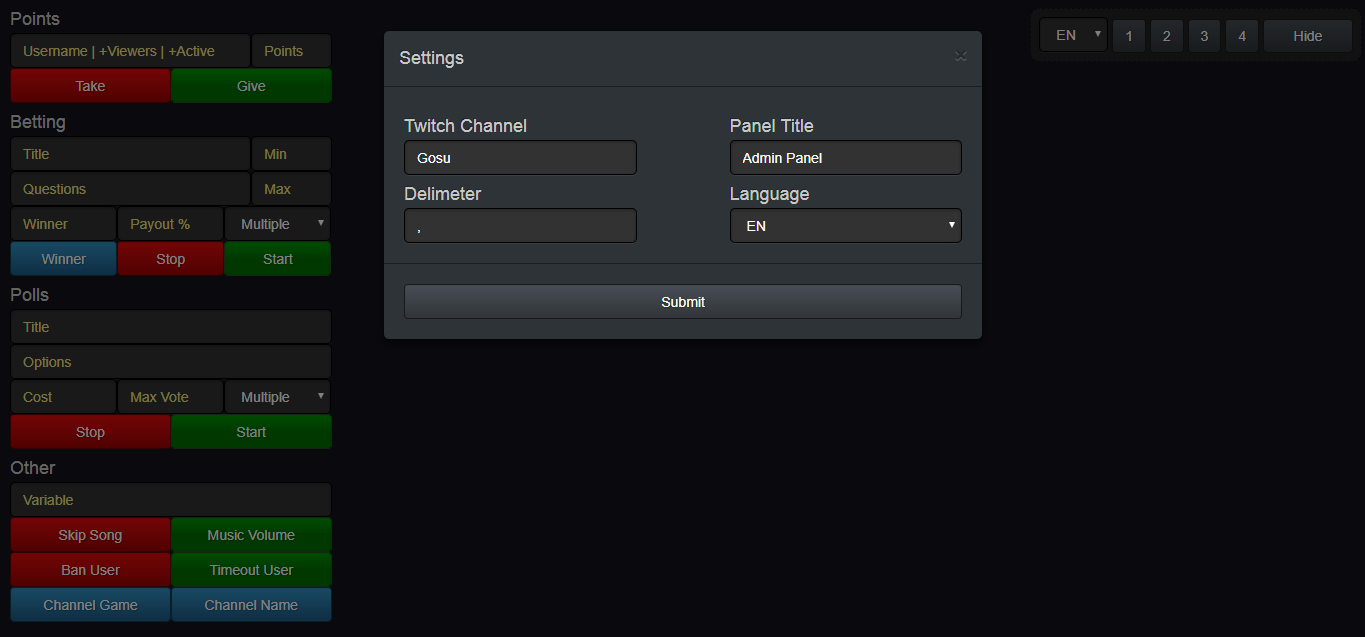 Points
Username | +Viewers | +Active Points
Take Give
Betting
Title Min
Questions Max
Winner Payout % Multiple
Winner Stop Start
Polls
Title
Options
Cost Max Vote Multiple
Stop Start
Other
Variable
Skip Song Music Volume
Ban User Timeout User
Channel Game Channel Name
Settings
Twitch Channel Panel Title
Gosu Admin Panel
Delimeter Language
, EN
Submit
EN 1 2 3 4 Hide